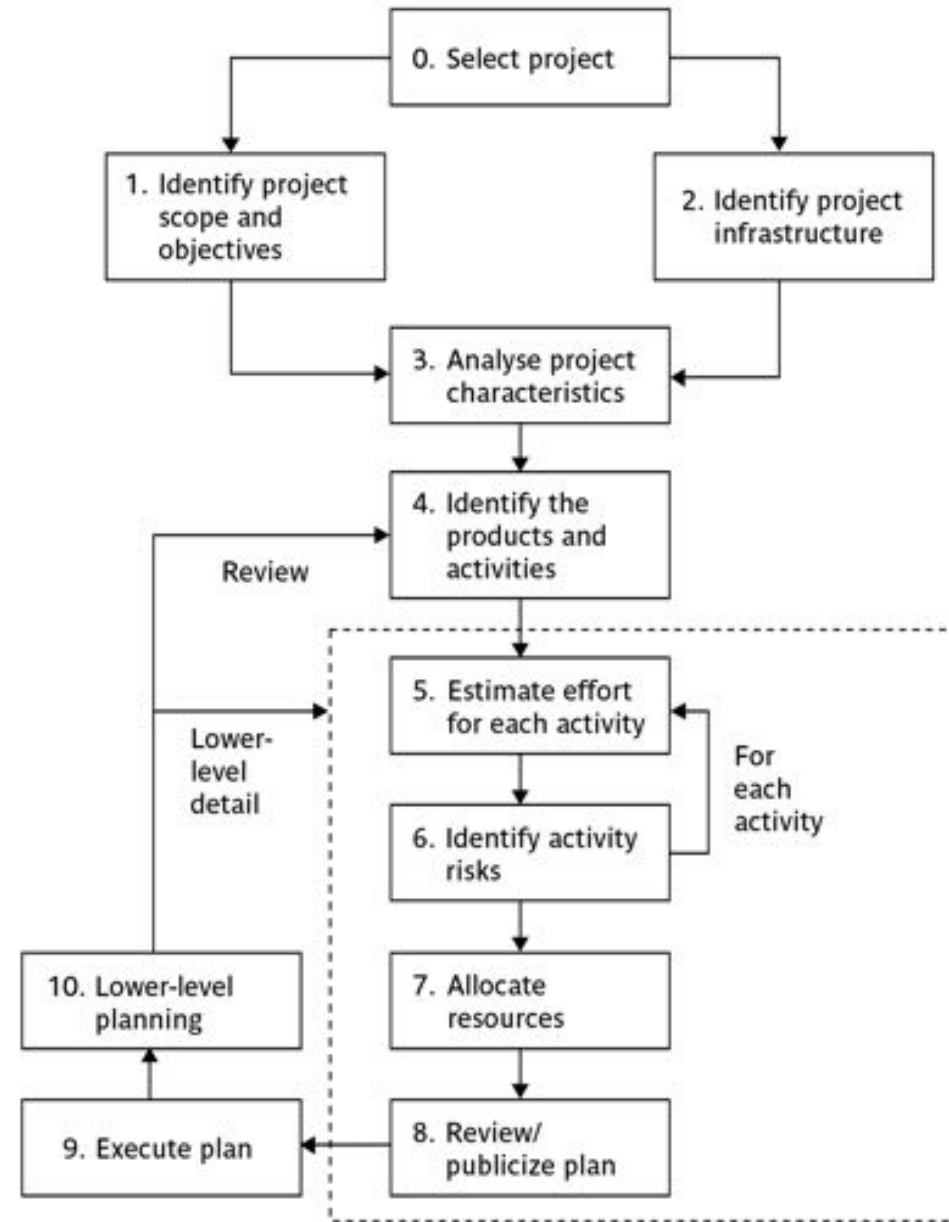 0. Select project
1. Identify project
scope and
objectives
2. Identify project
infrastructure
3. Analyse project
characteristics
4. Identify the
products and
activities
Review
5. Estimate effort
for each activity
Lower-
level
detail
For
each
activity
6. Identify activity
risks
7. Allocate
resources
10. Lower-level
planning
8. Review/
publicize plan
9. Execute plan